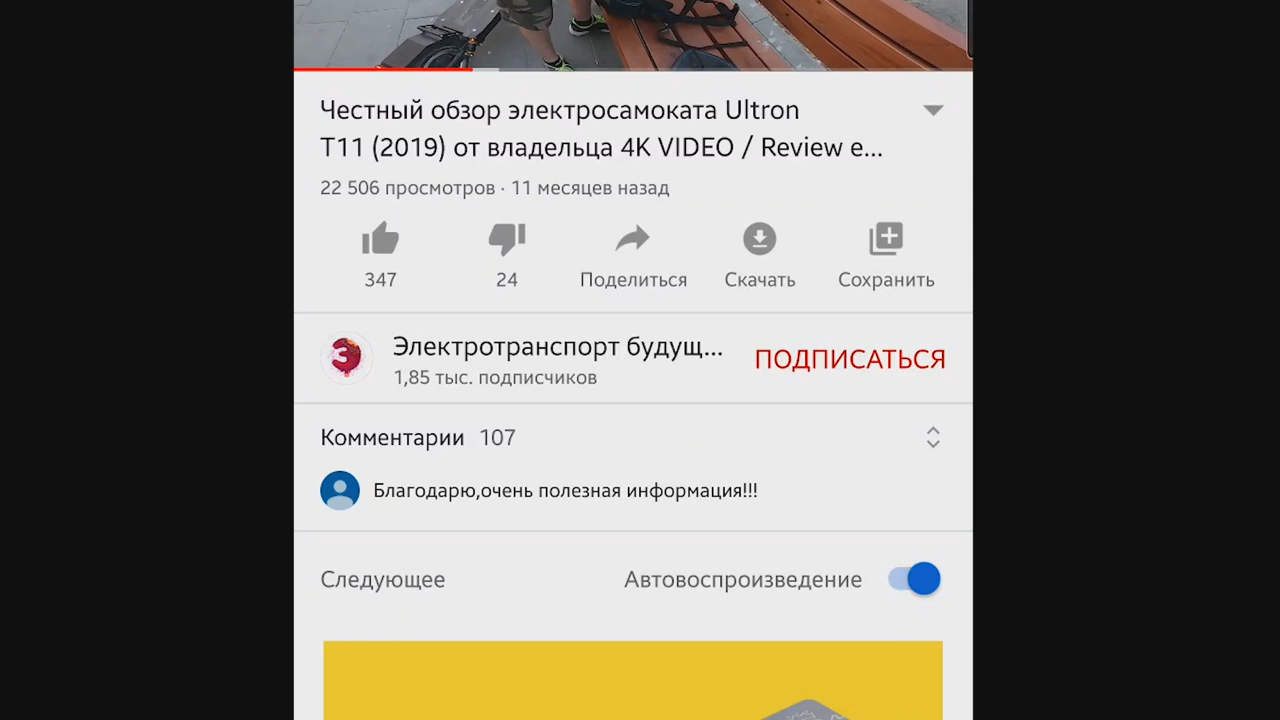 Честный обзор электросамоката Ultron
T11 (2019) от владельца 4K VIDEO / Review e...
22 506 просмотров · 11 месяцев назад
347
24
Поделиться
Скачать
Сохранить
Электротранспорт будущ...
ПОДПИСАТЬСЯ
1,85 тыс. подписчиков
Комментарии 107
Благодарю,очень полезная информация!!!
Следующее
Автовоспроизведение